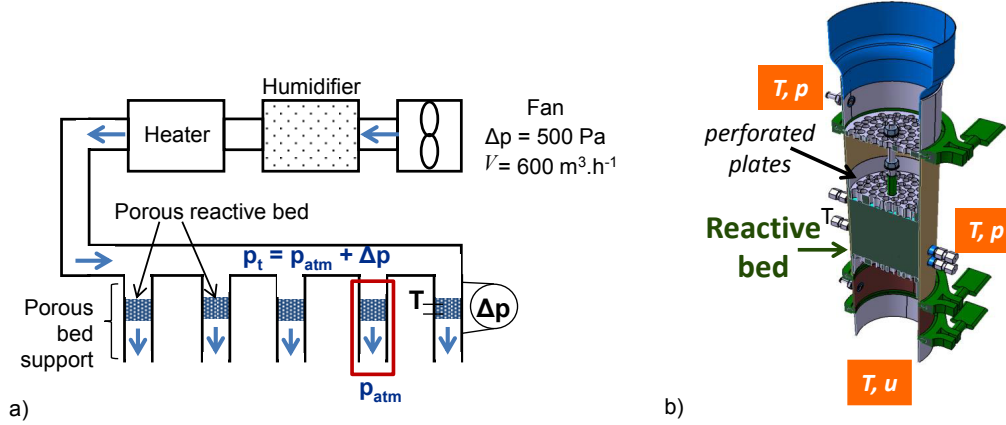 Humidifier
Heater
Fan
Δp = 500 Pa
V = 600 m³.h⁻¹
Porous reactive bed
pₜ = pₐₜₘ + Δp
Porous
bed
support
T
Δp
pₐₜₘ
a)
T, p
perforated
plates
T
Reactive
bed
T, p
T, u
b)